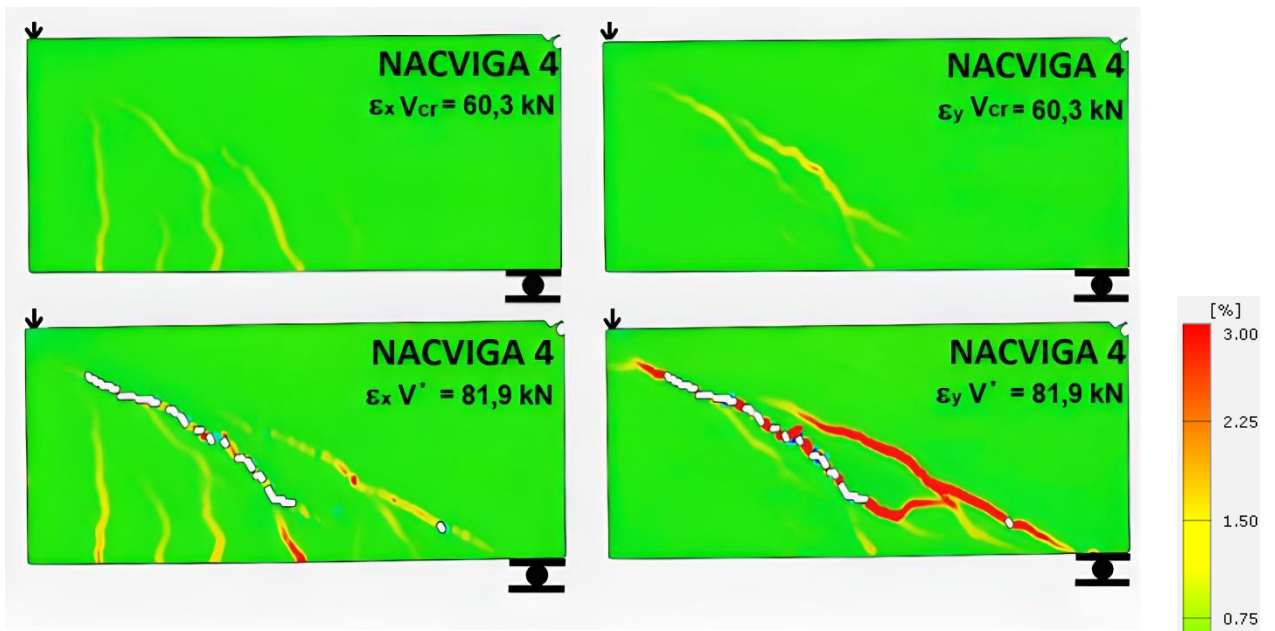 NACVIGA 4
εx Vcr = 60,3 kN
NACVIGA 4
εy Vcr = 60,3 kN
NACVIGA 4
εx V* = 81,9 kN
NACVIGA 4
εy V* = 81,9 kN
[%]
3.00
2.25
1.50
0.75